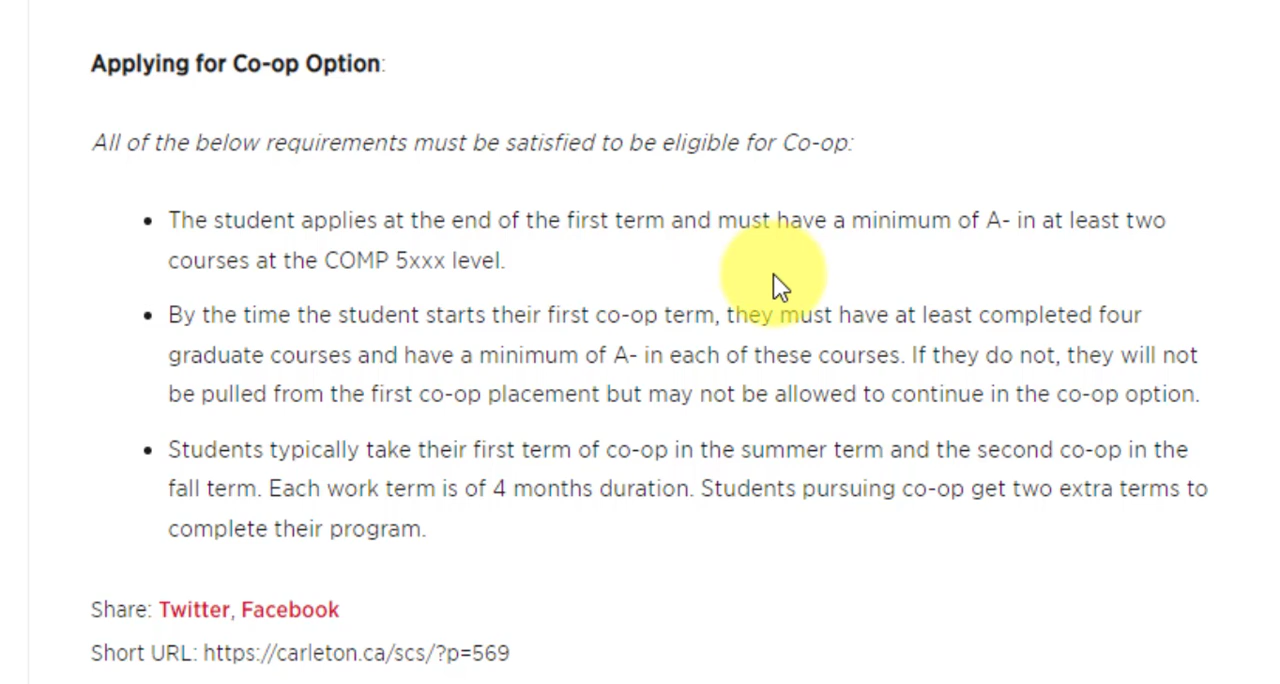 Applying for Co-op Option:
All of the below requirements must be satisfied to be eligible for Co-op:
• The student applies at the end of the first term and must have a minimum of A- in at least two
courses at the COMP 5xxx level.
• By the time the student starts their first co-op term, they must have at least completed four
graduate courses and have a minimum of A- in each of these courses. If they do not, they will not
be pulled from the first co-op placement but may not be allowed to continue in the co-op option.
• Students typically take their first term of co-op in the summer term and the second co-op in the
fall term. Each work term is of 4 months duration. Students pursuing co-op get two extra terms to
complete their program.
Share: Twitter, Facebook
Short URL: https://carleton.ca/scs/?p=569